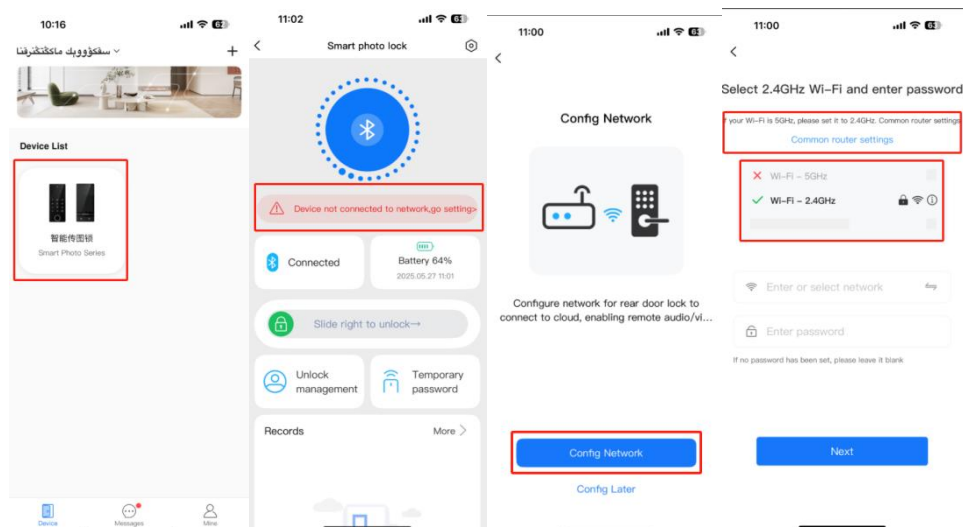 10:16
Device List
智能传图锁
Smart Photo Series
Device
Messages
Mine
11:02
Smart photo lock
Device not connected to network,go setting>
Connected
Battery 64%
2025.05.27 11:01
Slide right to unlock→
Unlock management
Temporary password
Records
More >
11:00
Config Network
Configure network for rear door lock to
connect to cloud, enabling remote audio/vi...
Config Network
Config Later
11:00
Select 2.4GHz Wi-Fi and enter password
your Wi-Fi is 5GHz, please set it to 2.4GHz. Common router settings
Common router settings
Wi-Fi - 5GHz
Wi-Fi - 2.4GHz
Enter or select network
Enter password
If no password has been set, please leave it blank
Next